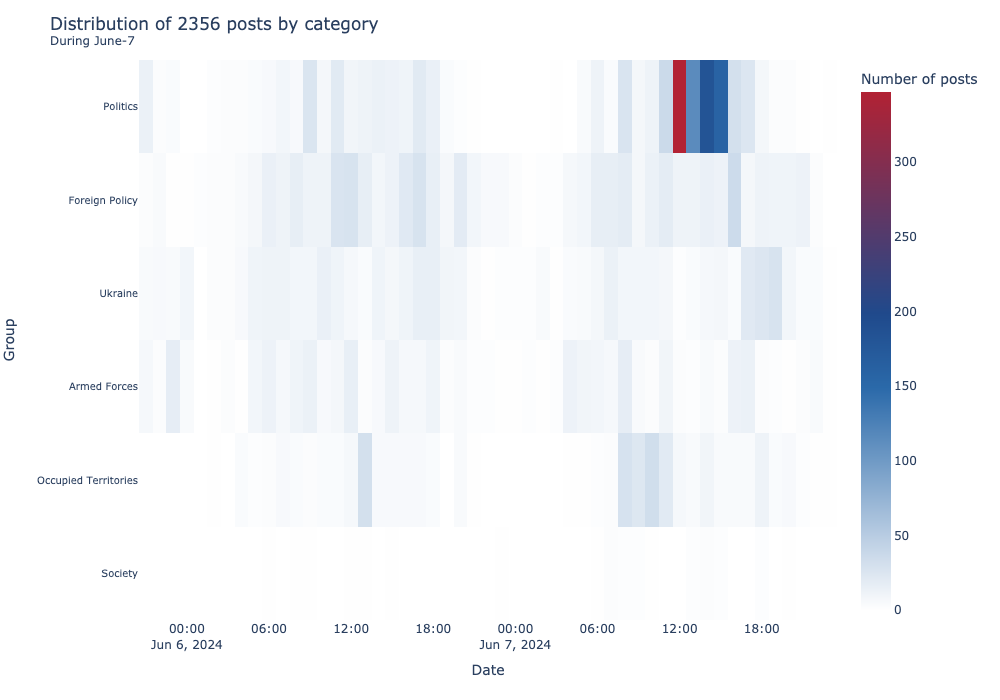 Distribution of 2356 posts by category
During June-7
Number of posts
Politics
Foreign Policy
Ukraine
Armed Forces
Occupied Territories
Society
Group
300
250
200
150
100
50
0
00:00 06:00 12:00 18:00 00:00 06:00 12:00 18:00
Jun 6, 2024 Jun 7, 2024
Date